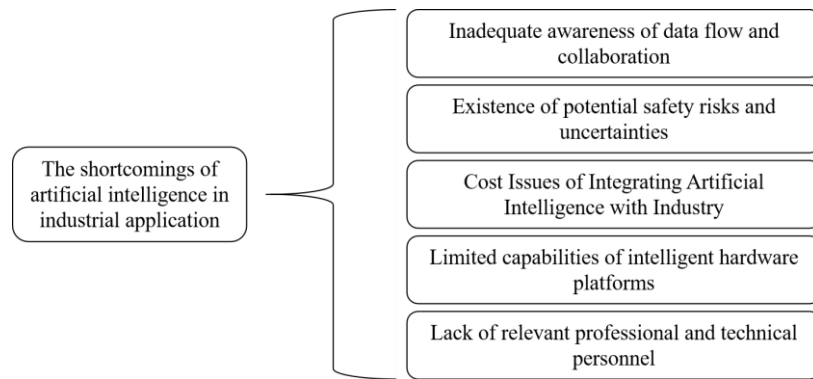 The shortcomings of
artificial intelligence in
industrial application
Inadequate awareness of data flow and
collaboration
Existence of potential safety risks and
uncertainties
Cost Issues of Integrating Artificial
Intelligence with Industry
Limited capabilities of intelligent hardware
platforms
Lack of relevant professional and technical
personnel